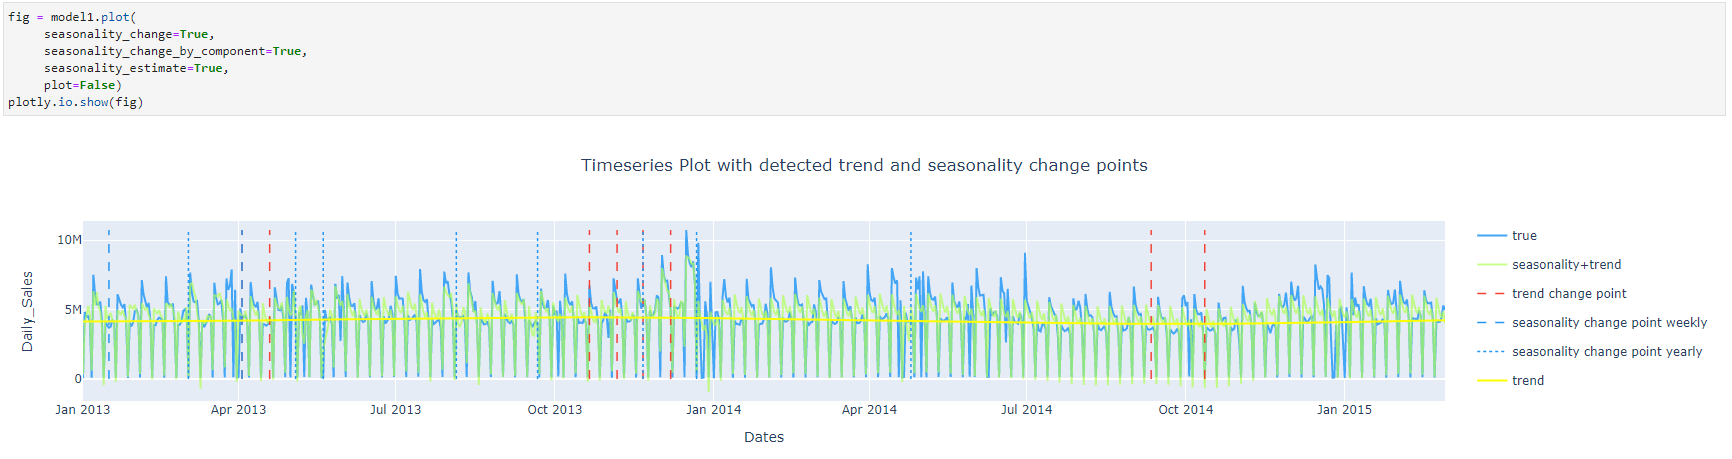 fig = model1.plot(
seasonality_change=True,
seasonality_change_by_component=True,
seasonality_estimate=True,
plot=False)
plotly.io.show(fig)
Timeseries Plot with detected trend and seasonality change points
10M
5M
0
Daily_Sales
Jan 2013
Apr 2013
Jul 2013
Oct 2013
Jan 2014
Apr 2014
Jul 2014
Oct 2014
Jan 2015
Dates
true
seasonality+trend
trend change point
seasonality change point weekly
seasonality change point yearly
trend